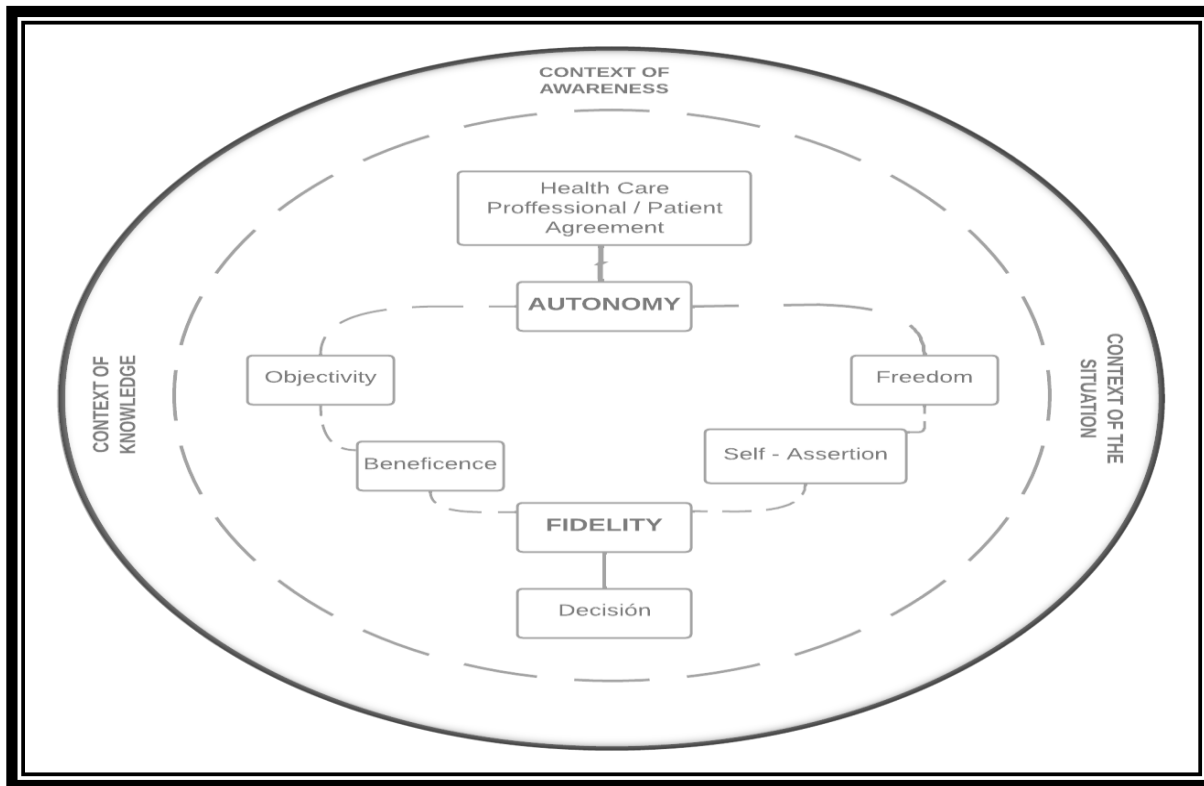 CONTEXT OF
AWARENESS
Health Care
Proffessional / Patient
Agreement
AUTONOMY
Objectivity
Freedom
CONTEXT OF
KNOWLEDGE
CONTEXT OF THE
SITUATION
Beneficence
Self - Assertion
FIDELITY
Decisión